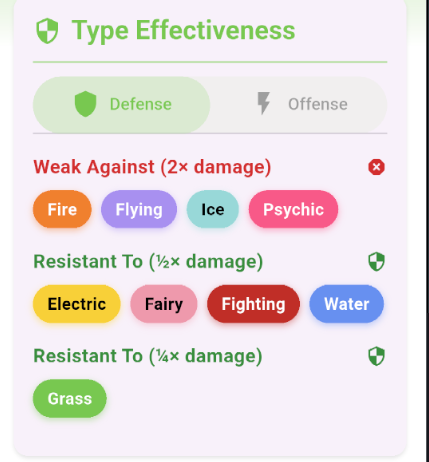 Type Effectiveness
Defense Offense
Weak Against (2× damage)
Fire Flying Ice Psychic
Resistant To (½× damage)
Electric Fairy Fighting Water
Resistant To (¼× damage)
Grass